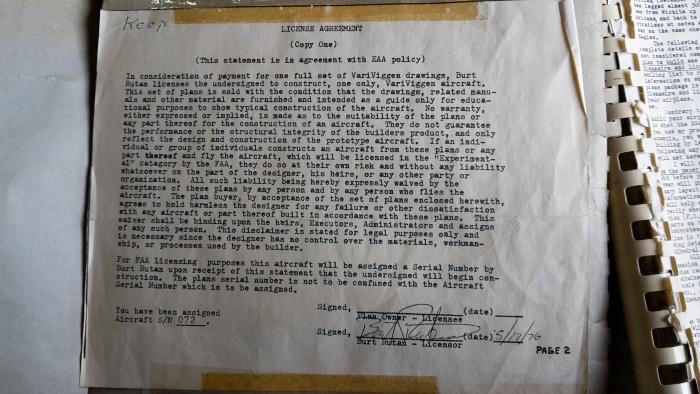 Keep
LICENSE AGREEMENT
(Copy One)
(This statement is in agreement with EAA policy)
In consideration of payment for one full set of VariViggen drawings, Burt
Rutan licenses the undersigned to construct, one only, VariViggen aircraft.
This set of plans is sold with the condition that the drawings, related manu-
als and other material are furnished and intended as a guide only for educa-
tional purposes to show typical construction of the aircraft. No warranty,
either expressed or implied, is made as to the suitability of the plans or
any part thereof for the construction of an aircraft. They do not guarantee
the performance or the structural integrity of the builders product, and only
reflect the design and construction of the prototype aircraft. If an indi-
vidual or group of individuals constructs an aircraft from these plans or any
part thereof and fly the aircraft, which will be licensed in the "Experiment-
al" catagory by the FAA, they do so at their own risk and without any liability
whatsoever on the part of the designer, his heirs, or any other party or
organization. All such liability being hereby expressly waived by the
acceptance of these plans by any person and by any person who flies the
aircraft. The plan buyer, by acceptance of the set of plans enclosed herewith,
agrees to hold harmless the designer for any failure or other dissatisfaction
with any aircraft or part thereof built in accordance with these plans. This
waiver shall be binding upon the heirs, Executors, Administrators and assigns
of any such person. This disclaimer is stated for legal purposes only and
is necessary since the designer has no control over the materials, workman-
ship, or processes used by the builder.
For FAA licensing purposes this aircraft will be assigned a Serial Number by
Burt Rutan upon receipt of this statement that the undersigned will begin con-
struction. The plans serial number is not to be confused with the Aircraft
Serial Number which is to be assigned.
You have been assigned
Aircraft S/N 072.
Signed, (date)
Plan Owner - Licensee
Signed, Burt Rutan (date) 5/17/76
Burt Rutan - Licensor
PAGE 2